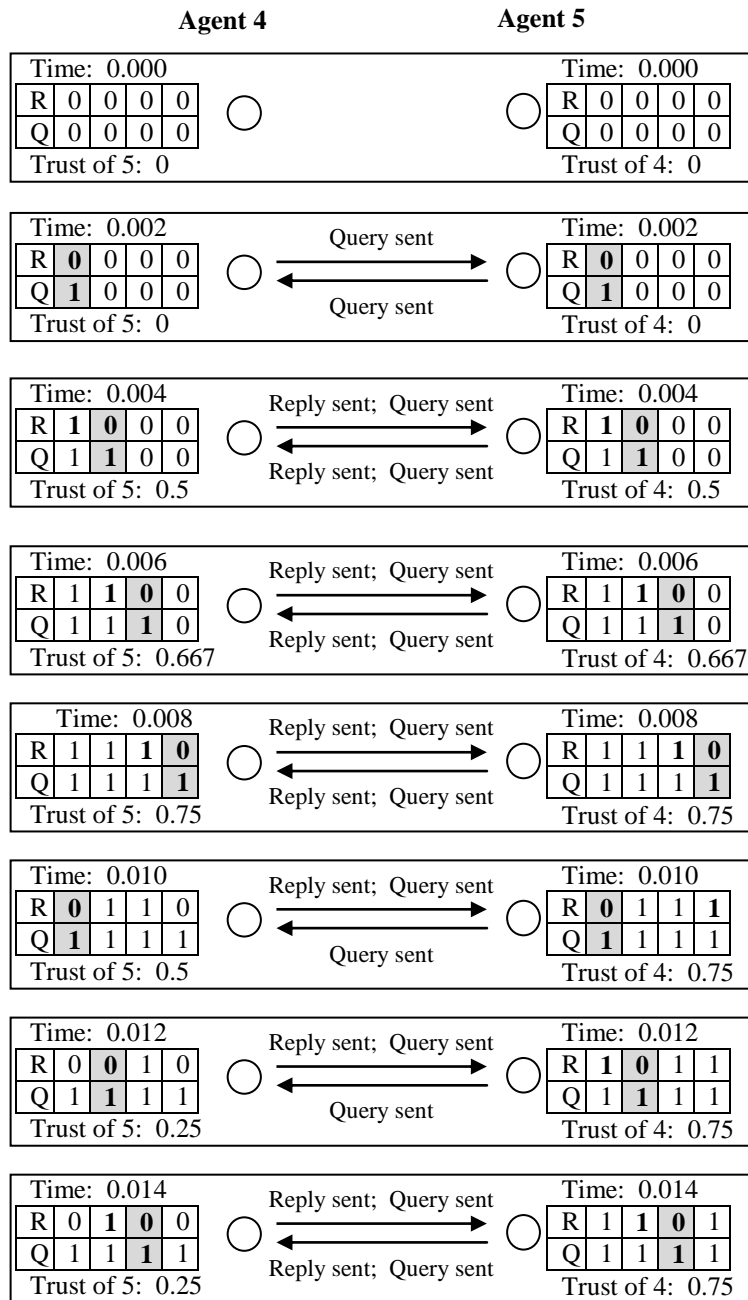 Agent 4 Agent 5
Time: 0.000 Time: 0.000
R 0 0 0 0 R 0 0 0 0
Q 0 0 0 0 Q 0 0 0 0
Trust of 5: 0 Trust of 4: 0
Time: 0.002 Query sent Time: 0.002
R 0 0 0 0 R 0 0 0 0
Q 1 0 0 0 Query sent Q 1 0 0 0
Trust of 5: 0 Trust of 4: 0
Time: 0.004 Reply sent; Query sent Time: 0.004
R 1 0 0 0 R 1 0 0 0
Q 1 1 0 0 Reply sent; Query sent Q 1 1 0 0
Trust of 5: 0.5 Trust of 4: 0.5
Time: 0.006 Reply sent; Query sent Time: 0.006
R 1 1 0 0 R 1 1 0 0
Q 1 1 1 0 Reply sent; Query sent Q 1 1 1 0
Trust of 5: 0.667 Trust of 4: 0.667
Time: 0.008 Reply sent; Query sent Time: 0.008
R 1 1 1 0 R 1 1 1 0
Q 1 1 1 1 Reply sent; Query sent Q 1 1 1 1
Trust of 5: 0.75 Trust of 4: 0.75
Time: 0.010 Reply sent; Query sent Time: 0.010
R 0 1 1 0 R 0 1 1 1
Q 1 1 1 1 Query sent Q 1 1 1 1
Trust of 5: 0.5 Trust of 4: 0.75
Time: 0.012 Reply sent; Query sent Time: 0.012
R 0 0 1 0 R 1 0 1 1
Q 1 1 1 1 Query sent Q 1 1 1 1
Trust of 5: 0.25 Trust of 4: 0.75
Time: 0.014 Reply sent; Query sent Time: 0.014
R 0 1 0 0 R 1 1 0 1
Q 1 1 1 1 Reply sent; Query sent Q 1 1 1 1
Trust of 5: 0.25 Trust of 4: 0.75